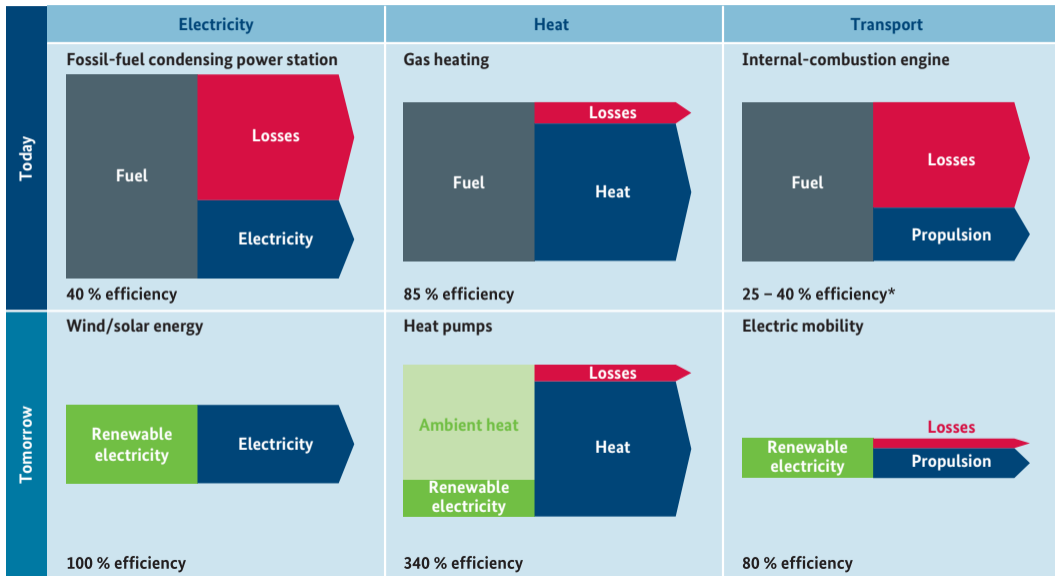 Electricity
Heat
Transport
Today
Fossil-fuel condensing power station
Fuel
Losses
Electricity
40 % efficiency
Gas heating
Fuel
Losses
Heat
85 % efficiency
Internal-combustion engine
Fuel
Losses
Propulsion
25 – 40 % efficiency*
Tomorrow
Wind/solar energy
Renewable
electricity
Electricity
100 % efficiency
Heat pumps
Ambient heat
Renewable
electricity
Losses
Heat
340 % efficiency
Electric mobility
Renewable
electricity
Losses
Propulsion
80 % efficiency